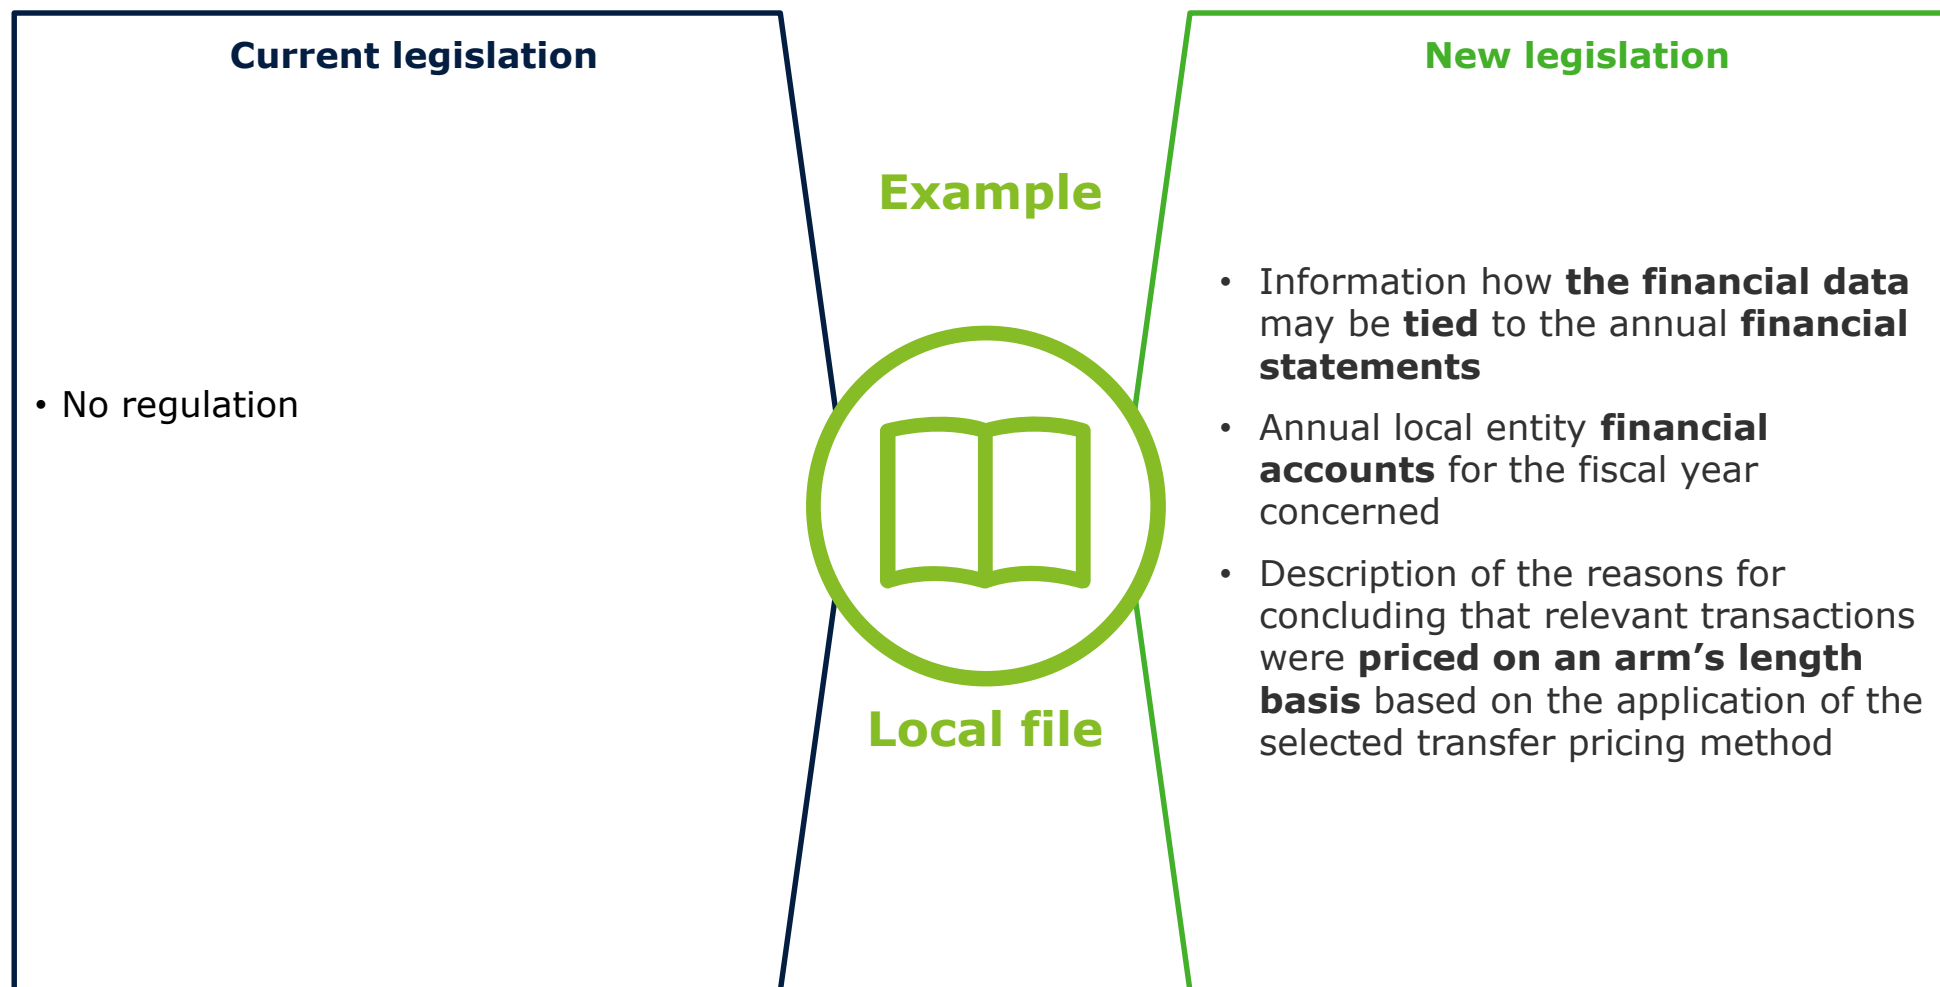 Current legislation
• No regulation
Example
Local file
New legislation
• Information how the financial data
may be tied to the annual financial
statements
• Annual local entity financial
accounts for the fiscal year
concerned
• Description of the reasons for
concluding that relevant transactions
were priced on an arm’s length
basis based on the application of the
selected transfer pricing method